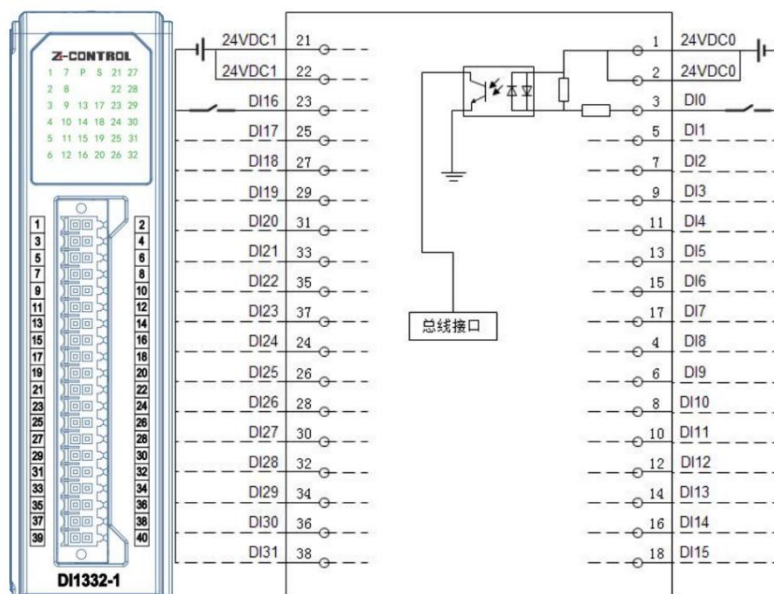 Z-CONTROL
1 7 P S 21 27
2 8 22 28
3 9 13 17 23 29
4 10 14 18 24 30
5 11 15 19 25 31
6 12 16 20 26 32
1 2
3 4
5 6
7 8
9 10
11 12
13 14
15 16
17 18
19 20
21 22
23 24
25 26
27 28
29 30
31 32
33 34
35 36
37 38
39 40
DI1332-1
24VDC1 21
24VDC1 22
DI16 23
DI17 25
DI18 27
DI19 29
DI20 31
DI21 33
DI22 35
DI23 37
DI24 24
DI25 26
DI26 28
DI27 30
DI28 32
DI29 34
DI30 36
DI31 38
总线接口
1 24VDC0
2 24VDC0
3 DI0
5 DI1
7 DI2
9 DI3
11 DI4
13 DI5
15 DI6
17 DI7
4 DI8
6 DI9
8 DI10
10 DI11
12 DI12
14 DI13
16 DI14
18 DI15